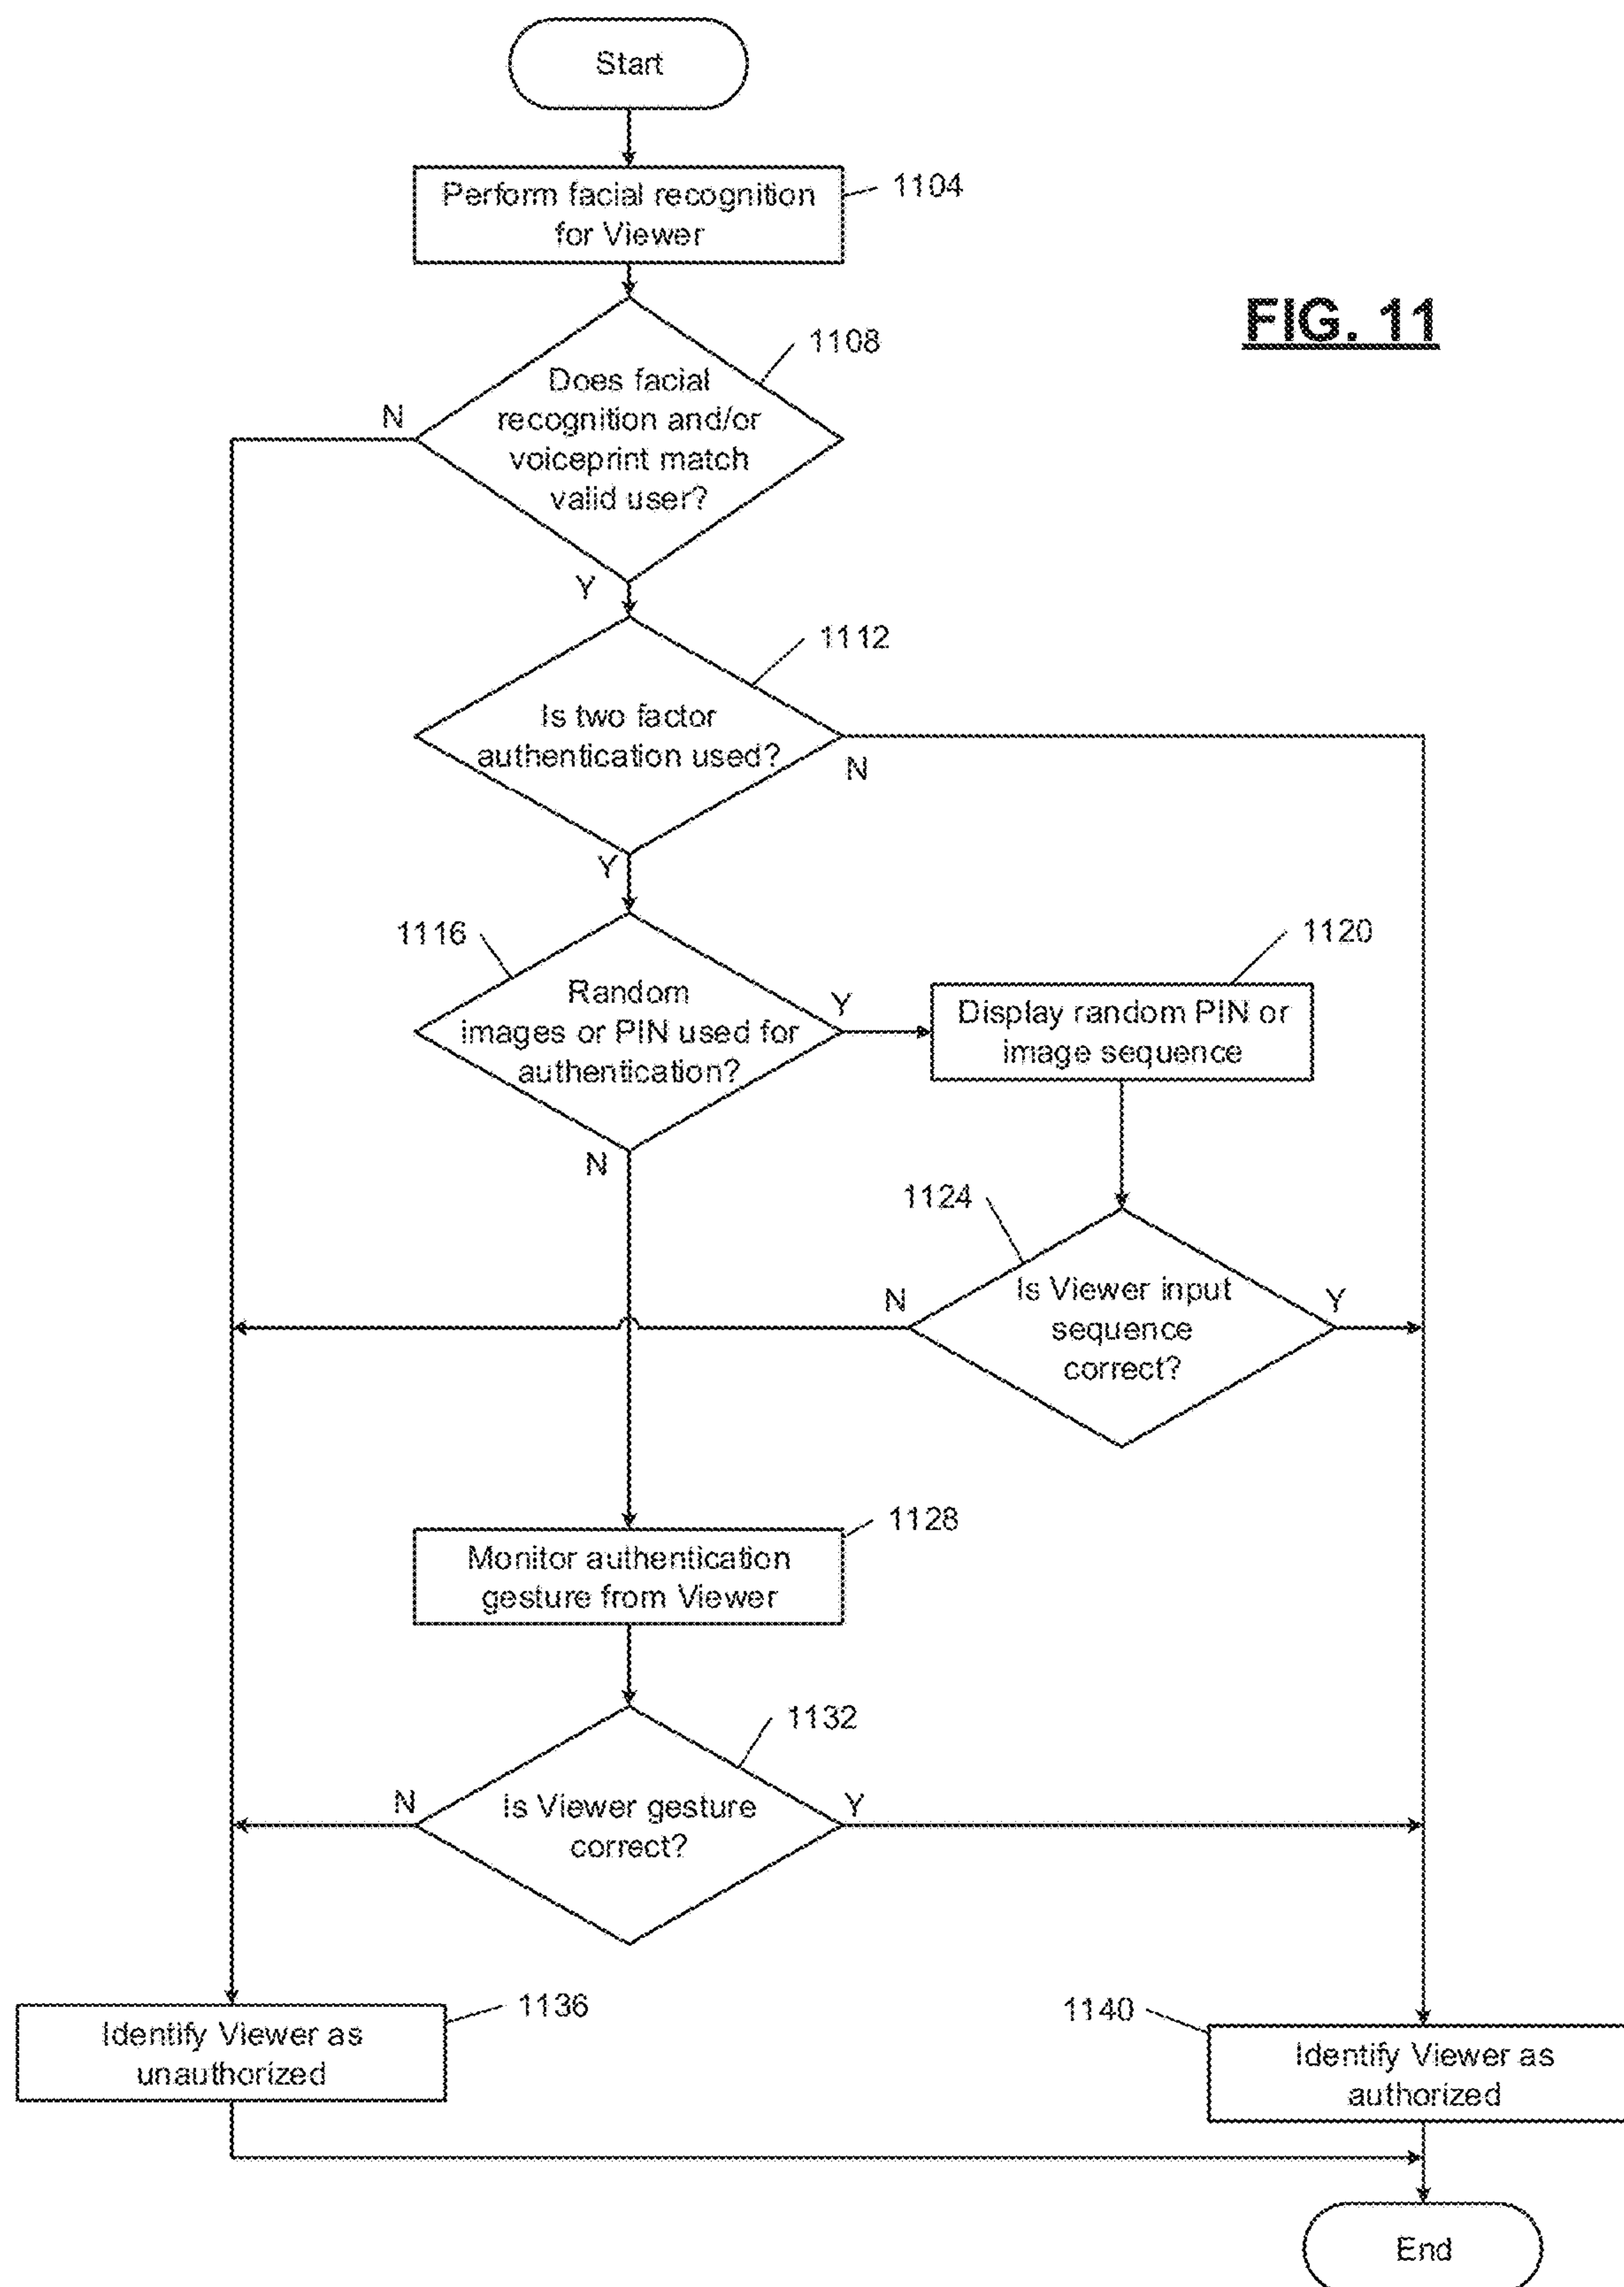 Start
Perform facial recognition
for Viewer
1104
FIG. 11
1108
Does facial
recognition and/or
voiceprint match
valid user?
N
Y
1112
Is two factor
authentication used?
N
Y
1116
Random
images or PIN used for
authentication?
Y
N
1120
Display random PIN or
image sequence
1124
Is Viewer input
sequence
correct?
N
Y
1128
Monitor authentication
gesture from Viewer
1132
Is Viewer gesture
correct?
N
Y
1136
Identify Viewer as
unauthorized
1140
Identify Viewer as
authorized
End